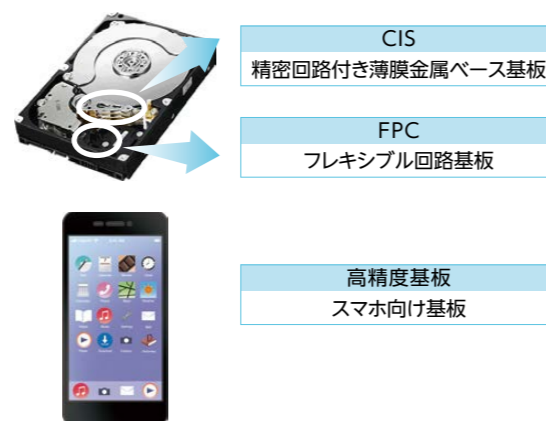 CIS
精密回路付き薄膜金属ベース基板
FPC
フレキシブル回路基板
高精度基板
スマホ向け基板